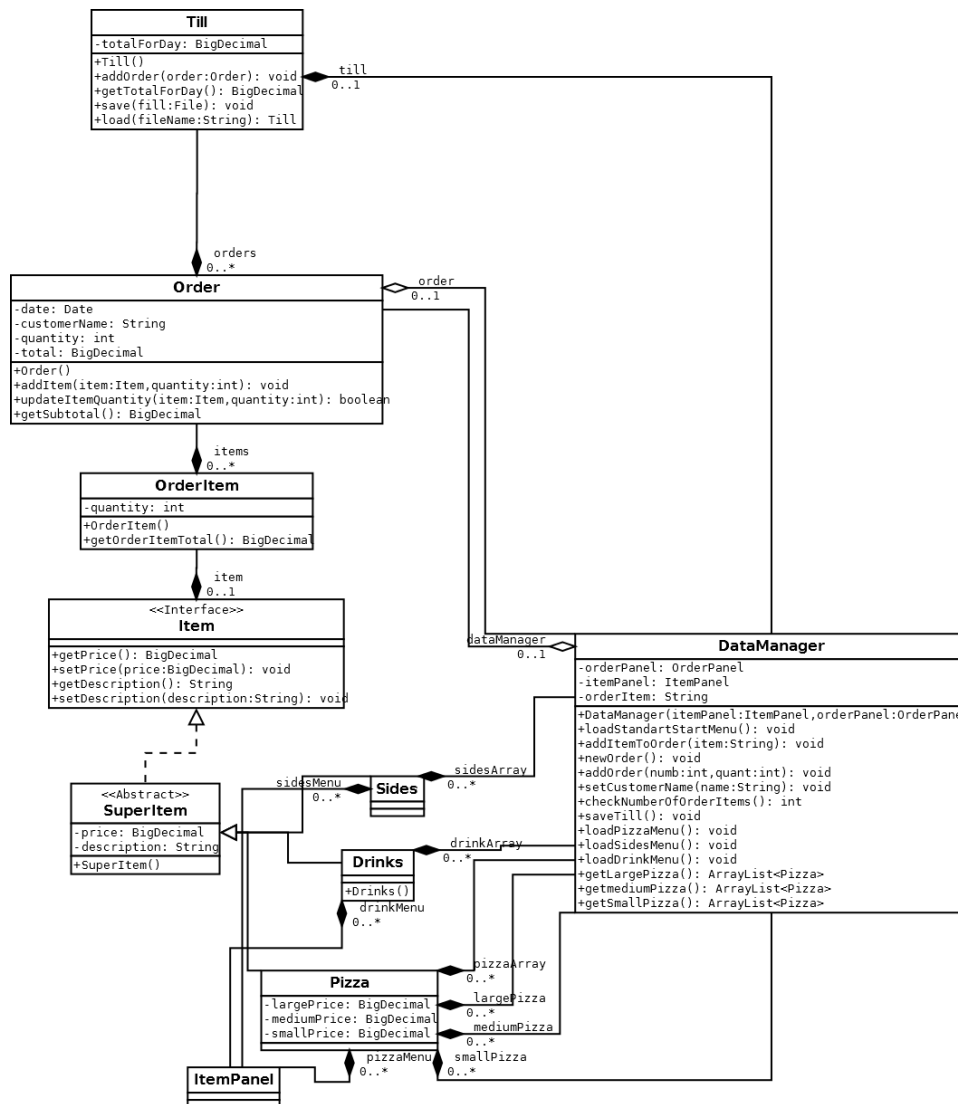 Till
-totalForDay: BigDecimal
+Till()
+addOrder(order:Order): void
+getTotalForDay(): BigDecimal
+save(fill:File): void
+load(fileName:String): Till
till
0..1
orders
0..*
Order
-date: Date
-customerName: String
-quantity: int
-total: BigDecimal
+Order()
+addItem(item:Item,quantity:int): void
+updateItemQuantity(item:Item,quantity:int): boolean
+getSubtotal(): BigDecimal
order
0..1
items
0..*
OrderItem
-quantity: int
+OrderItem()
+getOrderItemTotal(): BigDecimal
item
0..1
<<Interface>>
Item
+getPrice(): BigDecimal
+setPrice(price:BigDecimal): void
+getDescription(): String
+setDescription(description:String): void
dataManager
0..1
DataManager
-orderPanel: OrderPanel
-itemPanel: ItemPanel
-orderItem: String
+DataManager(itemPanel:ItemPanel,orderPanel:OrderPane
+loadStandartStartMenu(): void
+addItemToOrder(item:String): void
+newOrder(): void
+addOrder(numb:int,quant:int): void
+setCustomerName(name:String): void
+checkNumberOfOrderItems(): int
+saveTill(): void
+loadPizzaMenu(): void
+loadSidesMenu(): void
+loadDrinkMenu(): void
+getLargePizza(): ArrayList<Pizza>
+getmediumPizza(): ArrayList<Pizza>
+getSmallPizza(): ArrayList<Pizza>
<<Abstract>>
SuperItem
-price: BigDecimal
-description: String
+SuperItem()
sidesMenu
0..*
Sides
sidesArray
0..*
Drinks
+Drinks()
drinkArray
0..*
drinkMenu
0..*
Pizza
-largePrice: BigDecimal
-mediumPrice: BigDecimal
-smallPrice: BigDecimal
pizzaArray
0..*
largePizza
0..*
mediumPizza
0..*
pizzaMenu
0..*
smallPizza
0..*
ItemPanel